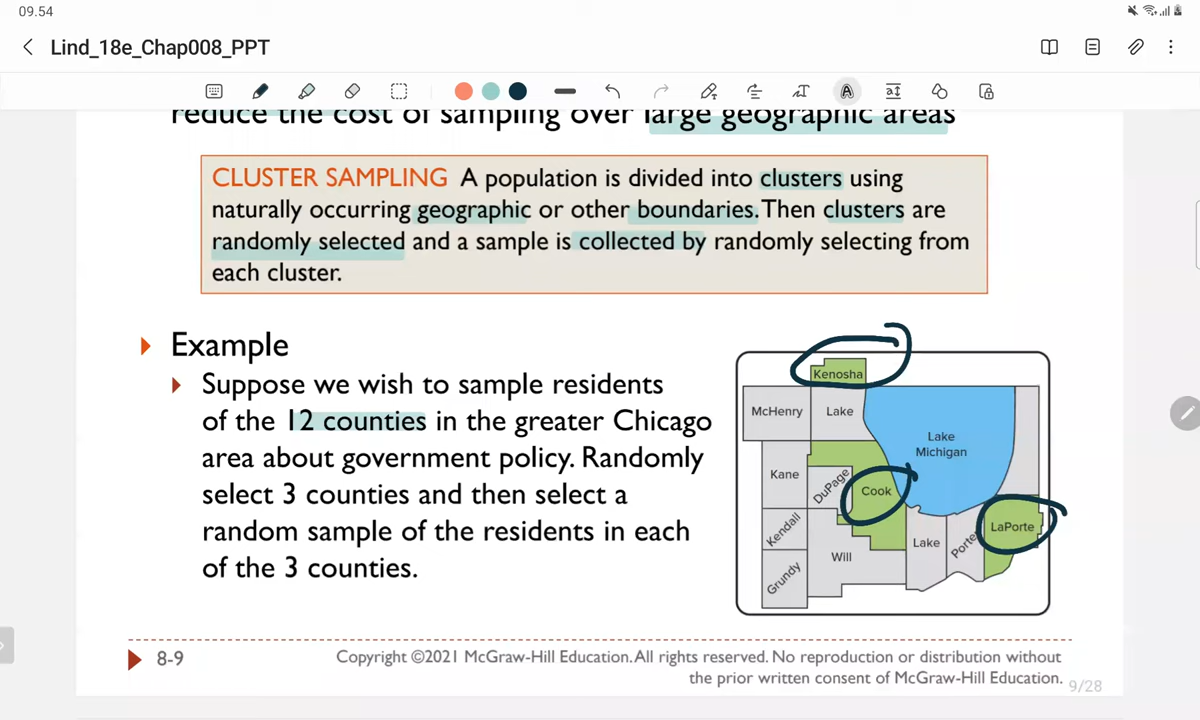 09.54
Lind_18e_Chap008_PPT
reduce the cost of sampling over large geographic areas
CLUSTER SAMPLING A population is divided into clusters using
naturally occurring geographic or other boundaries. Then clusters are
randomly selected and a sample is collected by randomly selecting from
each cluster.
Example
Suppose we wish to sample residents
of the 12 counties in the greater Chicago
area about government policy. Randomly
select 3 counties and then select a
random sample of the residents in each
of the 3 counties.
Kenosha
McHenry
Lake
Lake
Michigan
Kane
DuPage
Cook
Kendall
Will
Lake
Porter
LaPorte
Grundy
8-9
Copyright ©2021 McGraw-Hill Education. All rights reserved. No reproduction or distribution without
the prior written consent of McGraw-Hill Education.
9/28